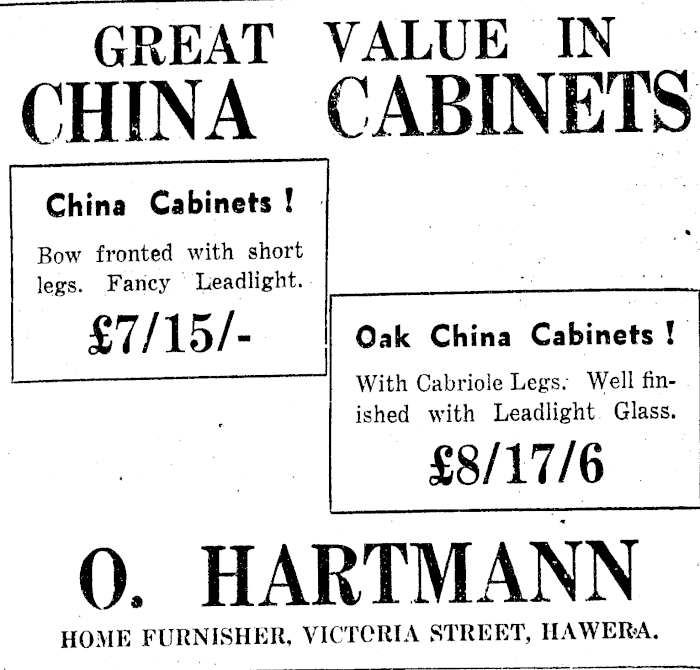 GREAT VALUE IN
CHINA CABINETS
China Cabinets !
Bow fronted with short
legs. Fancy Leadlight.
£7/15/-
Oak China Cabinets !
With Cabriole Legs. Well fin-
ished with Leadlight Glass.
£8/17/6
O. HARTMANN
HOME FURNISHER, VICTORIA STREET, HAWERA.